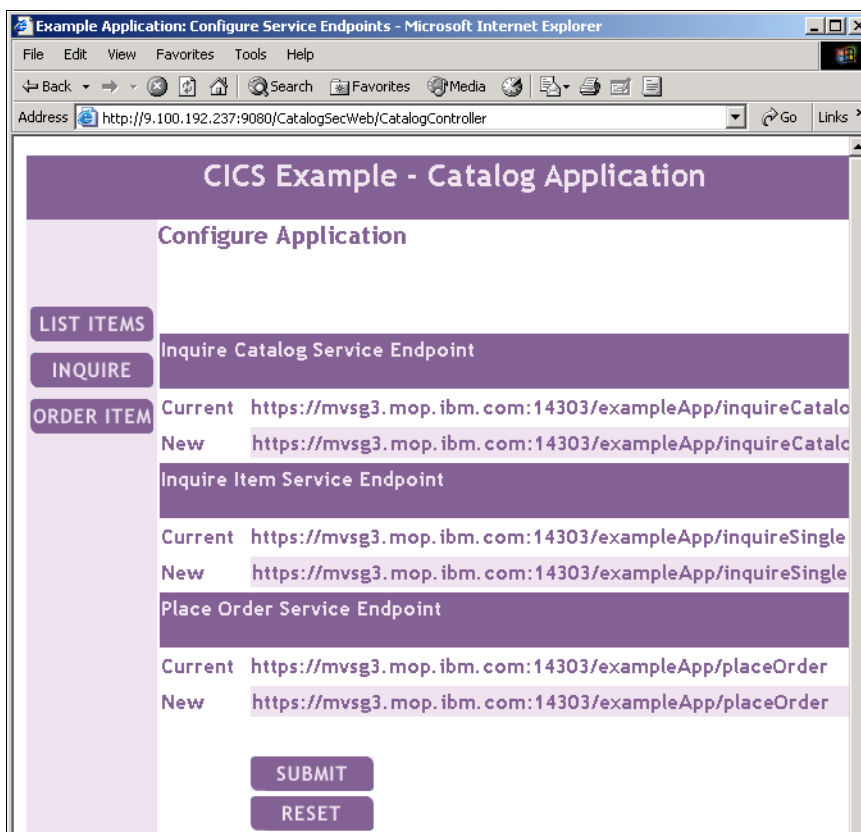 Example Application: Configure Service Endpoints - Microsoft Internet Explorer
File Edit View Favorites Tools Help
Back Search Favorites Media
Address http://9.100.192.237:9080/CatalogSecWeb/CatalogController Go Links
CICS Example - Catalog Application
Configure Application
LIST ITEMS
INQUIRE
ORDER ITEM
Inquire Catalog Service Endpoint
Current https://mvsg3.mop.ibm.com:14303/exampleApp/inquireCatalo
New https://mvsg3.mop.ibm.com:14303/exampleApp/inquireCatalo
Inquire Item Service Endpoint
Current https://mvsg3.mop.ibm.com:14303/exampleApp/inquireSingle
New https://mvsg3.mop.ibm.com:14303/exampleApp/inquireSingle
Place Order Service Endpoint
Current https://mvsg3.mop.ibm.com:14303/exampleApp/placeOrder
New https://mvsg3.mop.ibm.com:14303/exampleApp/placeOrder
SUBMIT
RESET